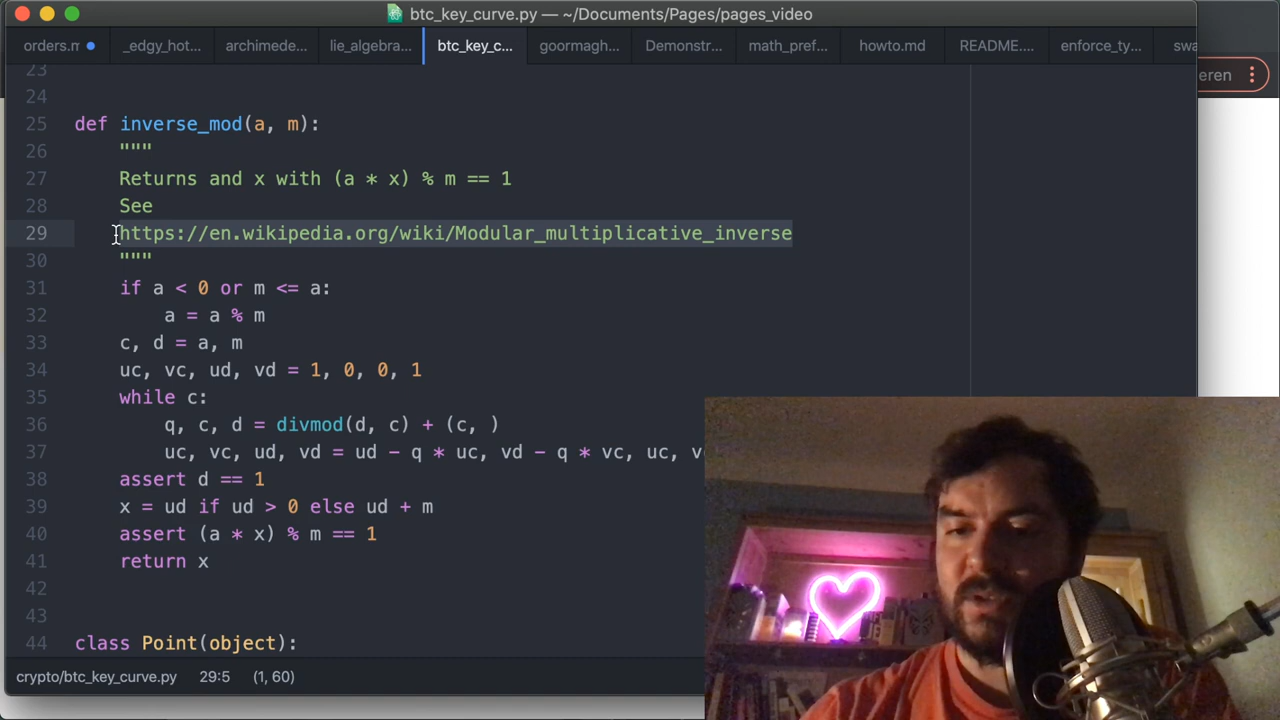 btc_key_curve.py — ~/Documents/Pages/pages_video
orders.r _edgy_hot... archimede... lie_algebra... btc_key_c... goormagh... Demonstr... math_pref... howto.md README.... enforce_ty... swa
eren
23
24
25 def inverse_mod(a, m):
26 """
27 Returns and x with (a * x) % m == 1
28 See
29 https://en.wikipedia.org/wiki/Modular_multiplicative_inverse
30 """
31 if a < 0 or m <= a:
32 a = a % m
33 c, d = a, m
34 uc, vc, ud, vd = 1, 0, 0, 1
35 while c:
36 q, c, d = divmod(d, c) + (c, )
37 uc, vc, ud, vd = ud - q * uc, vd - q * vc, uc, v
38 assert d == 1
39 x = ud if ud > 0 else ud + m
40 assert (a * x) % m == 1
41 return x
42
43
44 class Point(object):
crypto/btc_key_curve.py 29:5 (1, 60)